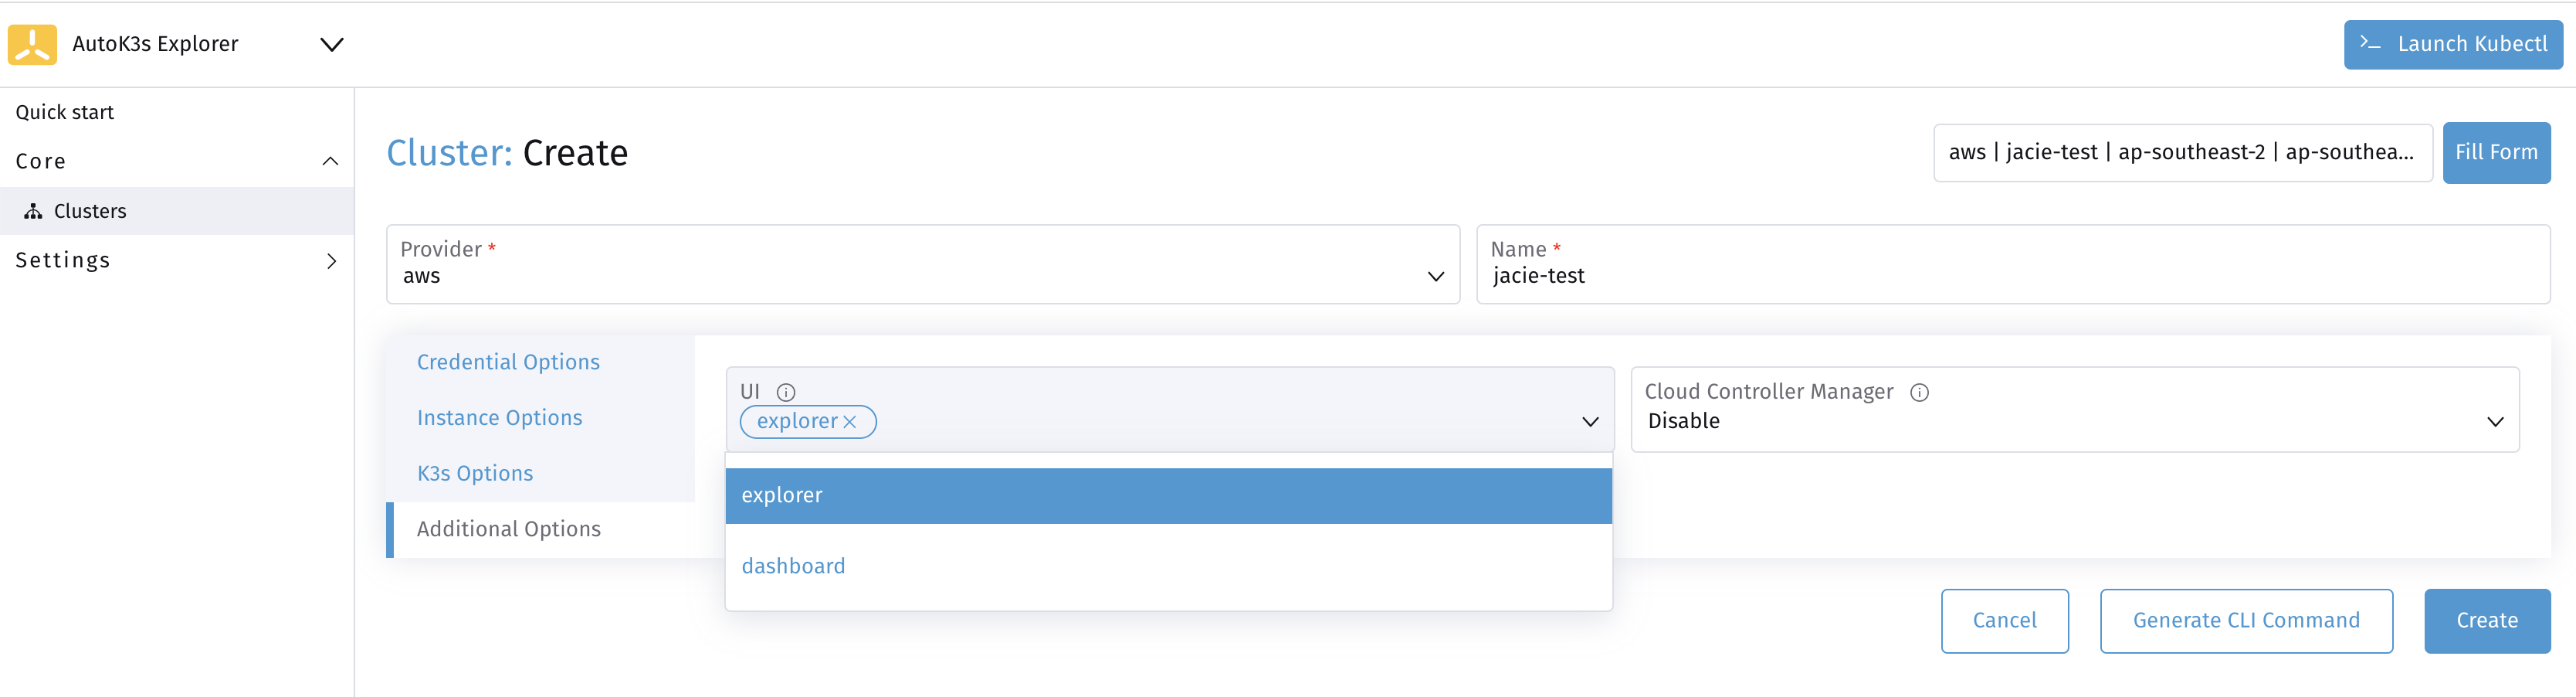 AutoK3s Explorer
Launch Kubectl
Quick start
Core
Clusters
Settings
Cluster: Create
aws | jacie-test | ap-southeast-2 | ap-southea...
Fill Form
Provider *
aws
Name *
jacie-test
Credential Options
Instance Options
K3s Options
Additional Options
UI
explorer
Cloud Controller Manager
Disable
explorer
dashboard
Cancel
Generate CLI Command
Create